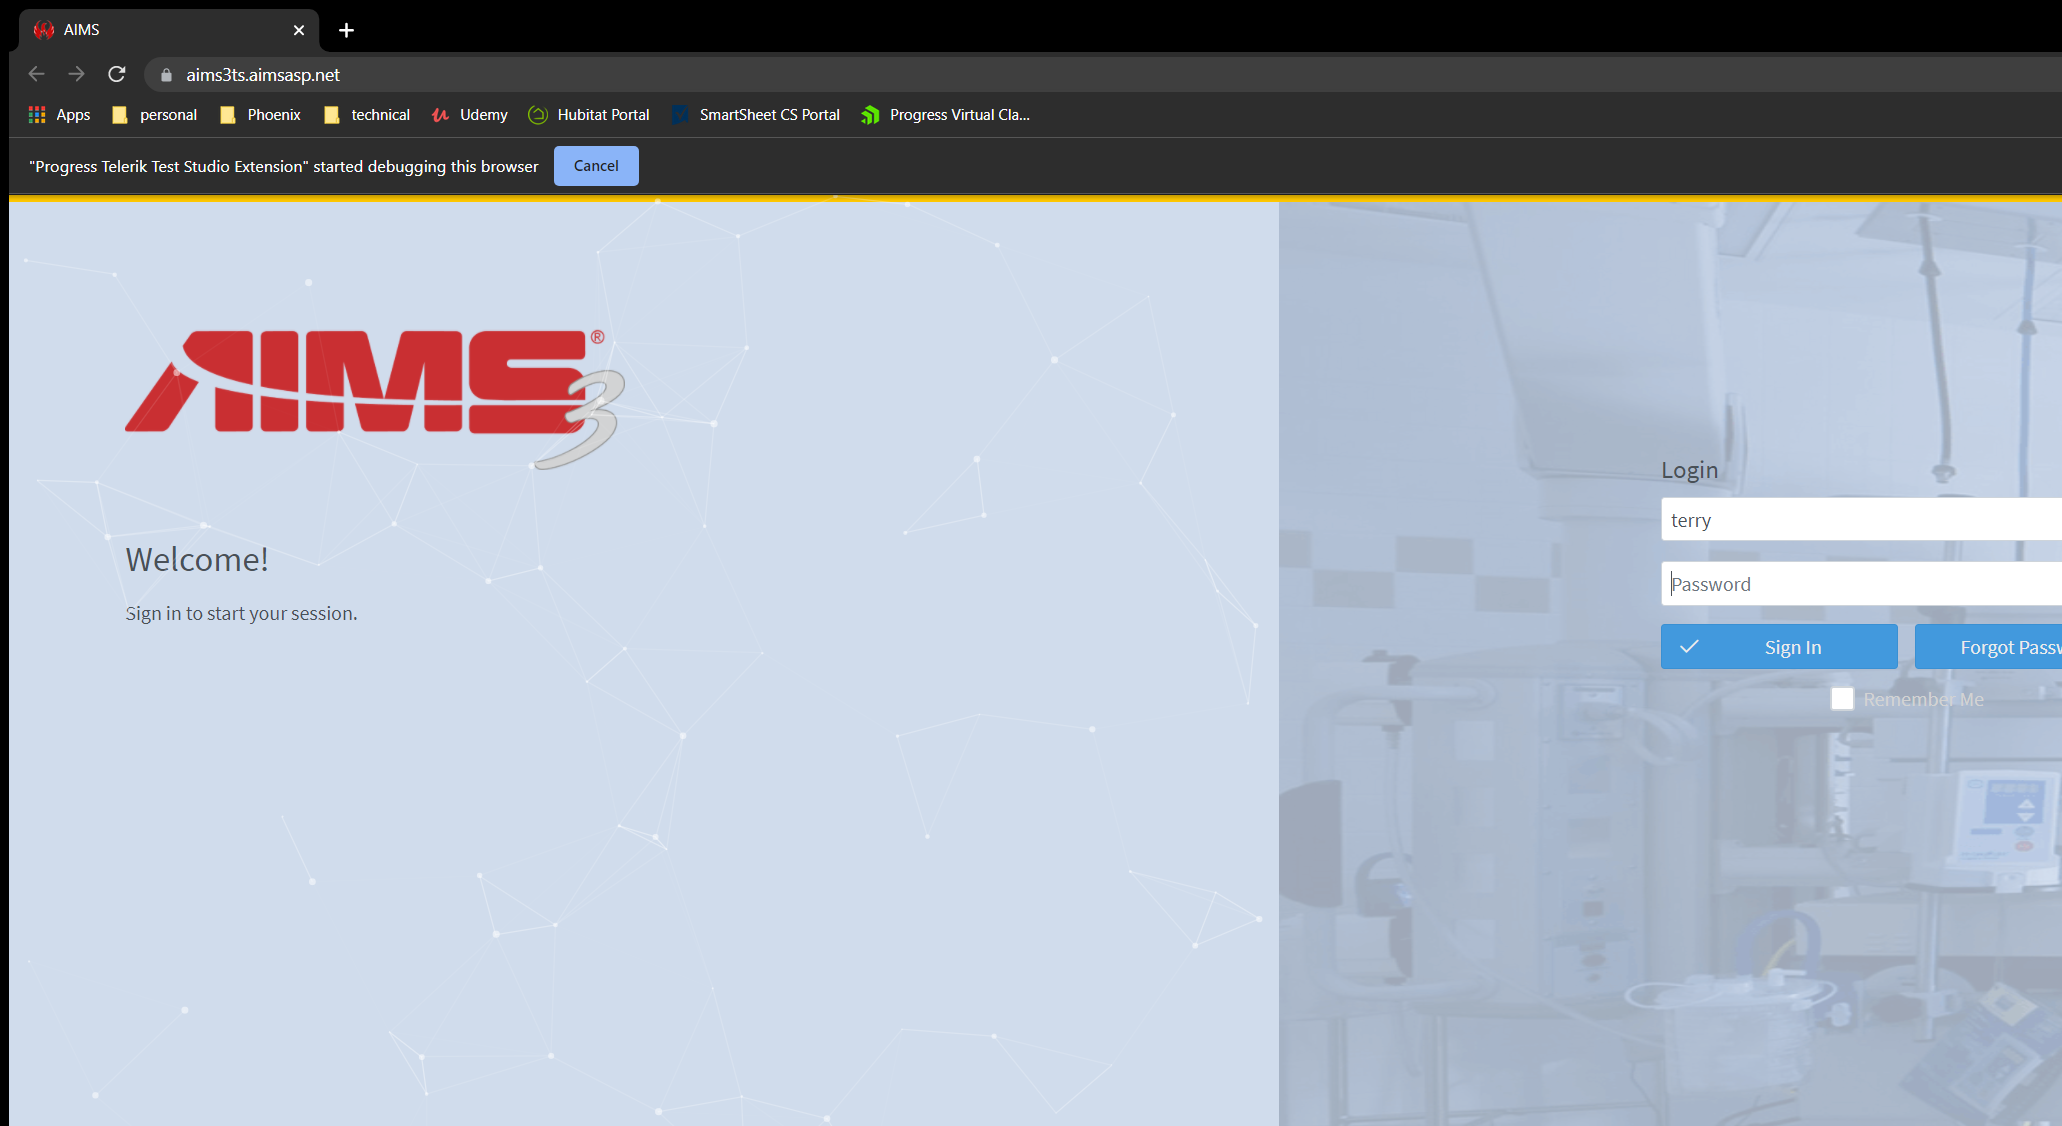 AIMS
aims3ts.aimsasp.net
Apps personal Phoenix technical Udemy Hubitat Portal SmartSheet CS Portal Progress Virtual Cla...
"Progress Telerik Test Studio Extension" started debugging this browser Cancel
AIMS3®
Welcome!
Sign in to start your session.
Login
terry
Password
Sign In Forgot Passw
Remember Me